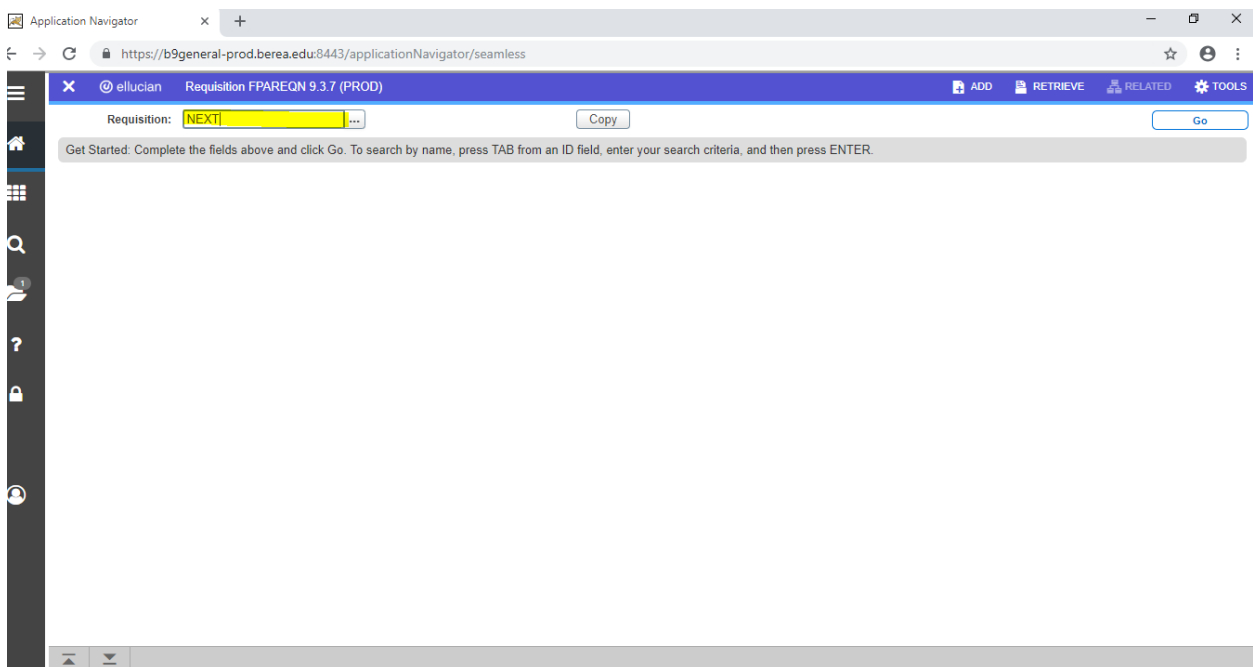 Application Navigator
https://b9general-prod.berea.edu:8443/applicationNavigator/seamless
ellucian Requisition FPAREQN 9.3.7 (PROD) ADD RETRIEVE RELATED TOOLS
Requisition: NEXT ... Copy Go
Get Started: Complete the fields above and click Go. To search by name, press TAB from an ID field, enter your search criteria, and then press ENTER.
1
?